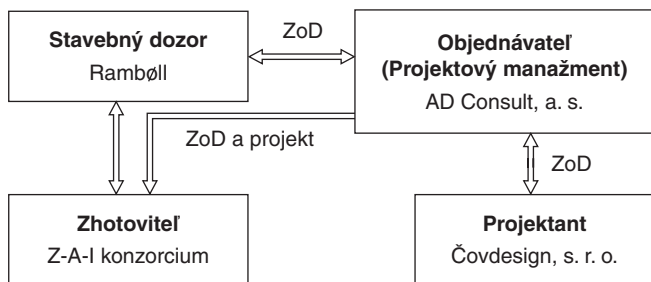 Stavebný dozor
Rambøll
ZoD
Objednávateľ
(Projektový manažment)
AD Consult, a. s.
ZoD a projekt
ZoD
Zhotoviteľ
Z-A-I konzorcium
Projektant
Čovdesign, s. r. o.